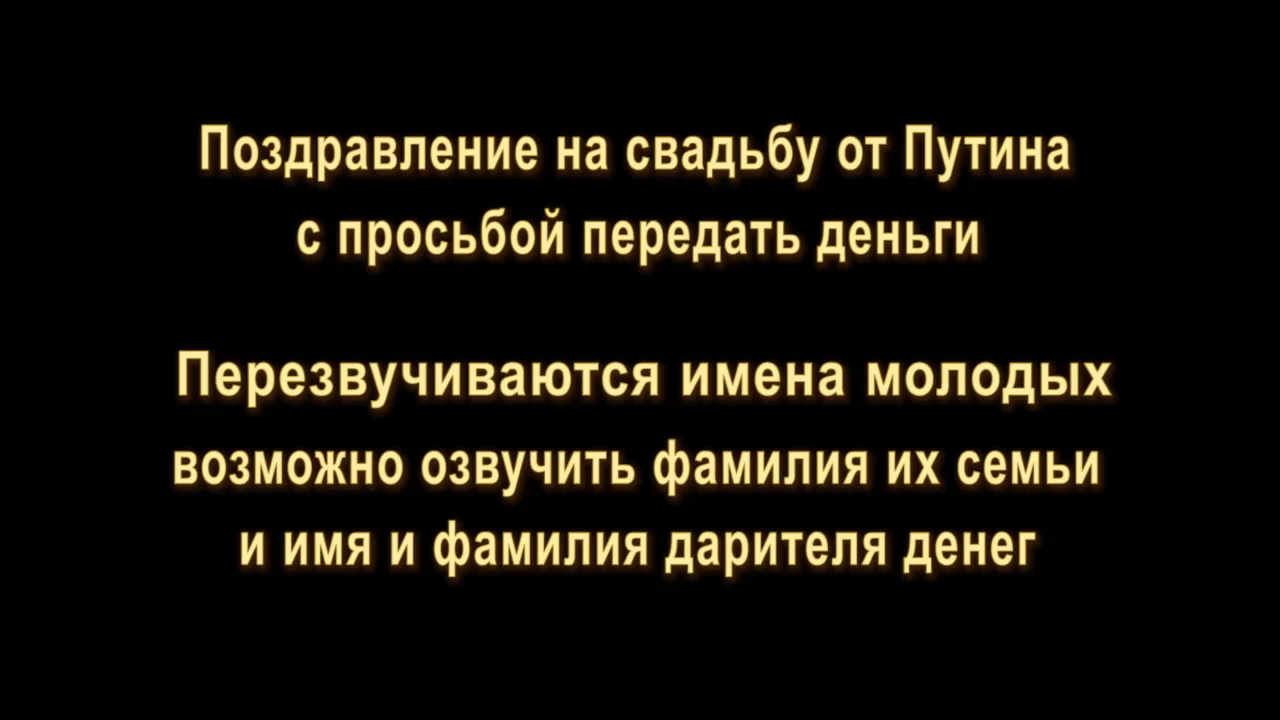 Поздравление на свадьбу от Путина
с просьбой передать деньги
Перезвучиваются имена молодых
возможно озвучить фамилия их семьи
и имя и фамилия дарителя денег